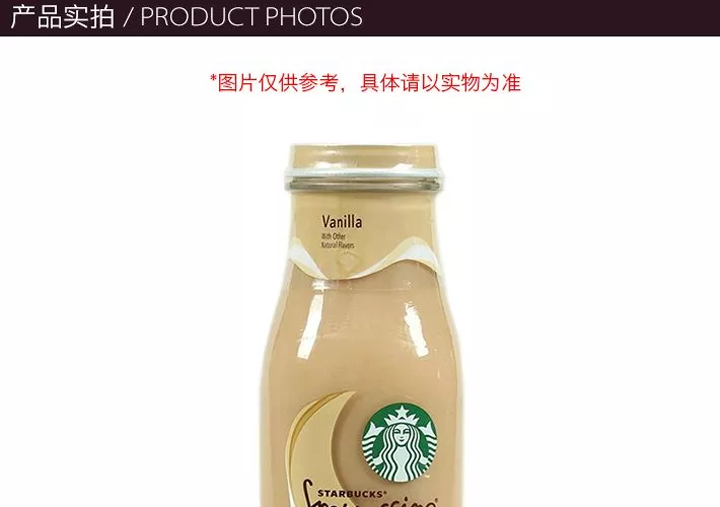 产品实拍 / PRODUCT PHOTOS
*图片仅供参考，具体请以实物为准
Vanilla
With Other
Natural Flavors
STARBUCKS®